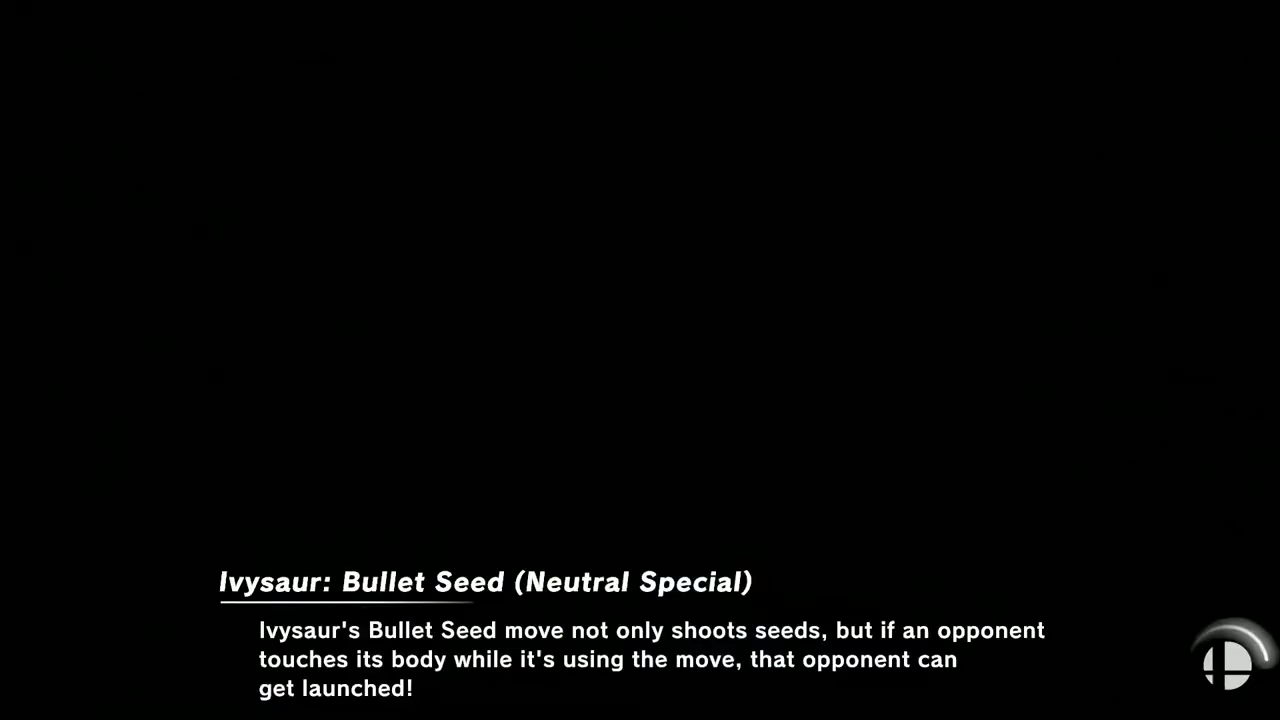 Ivysaur: Bullet Seed (Neutral Special)
Ivysaur's Bullet Seed move not only shoots seeds, but if an opponent
touches its body while it's using the move, that opponent can
get launched!